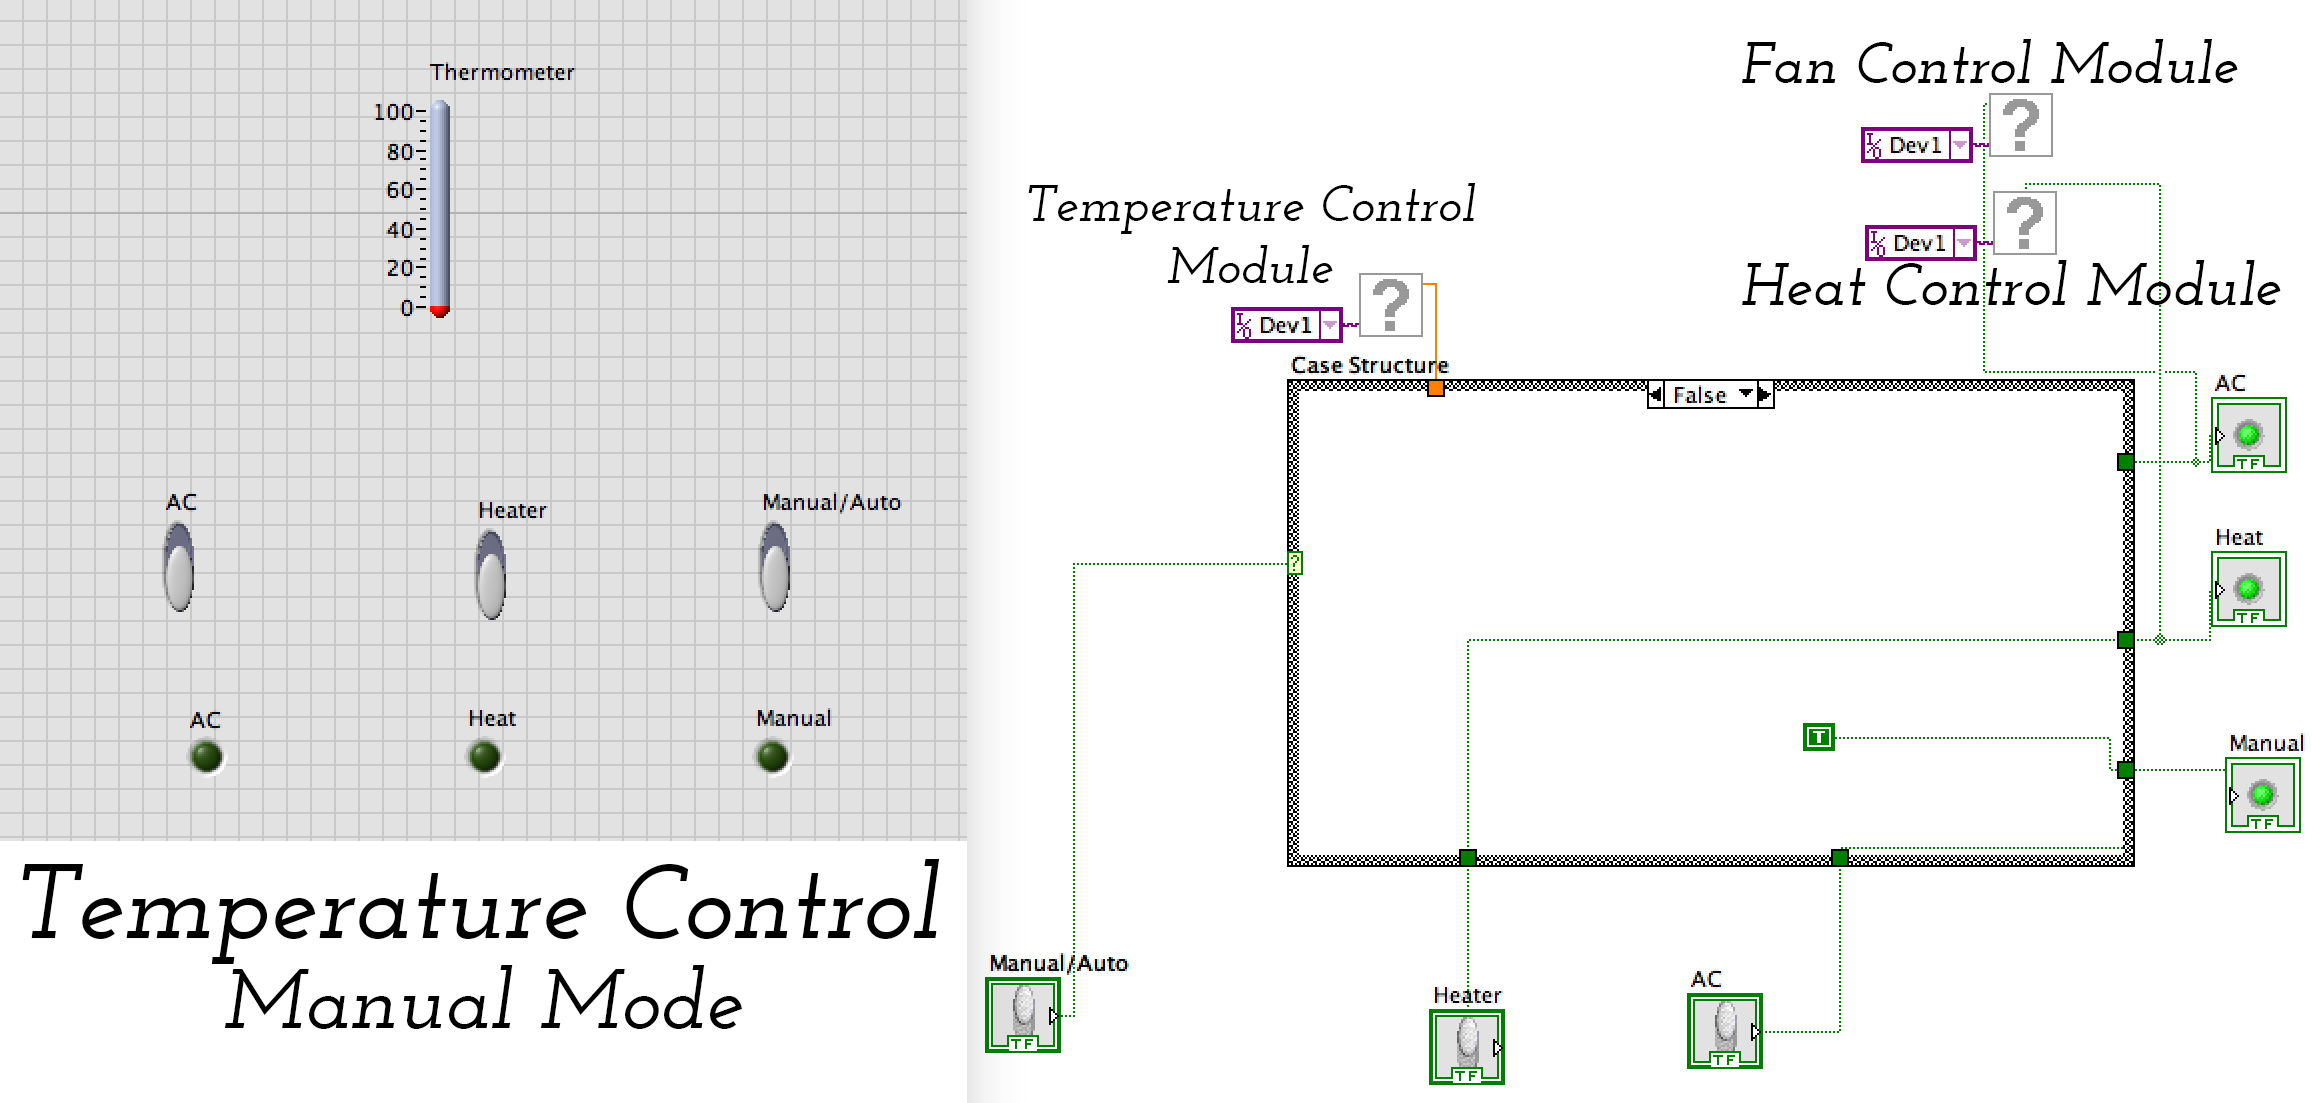 Thermometer
100
80
60
40
20
0
AC
Heater
Manual/Auto
AC
Heat
Manual
Temperature Control
Manual Mode
Fan Control Module
?
I/O Dev1
?
I/O Dev1
Heat Control Module
Temperature Control
Module
?
I/O Dev1
Case Structure
False
AC
TF
Heat
TF
?
T
Manual
TF
Manual/Auto
TF
Heater
TF
AC
TF